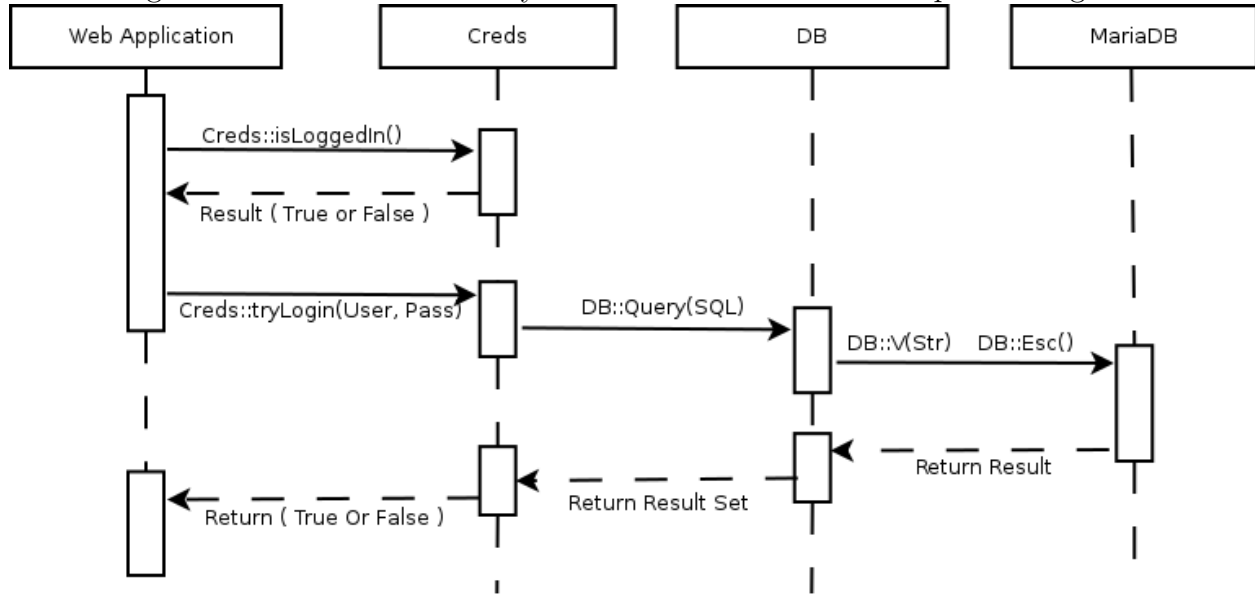 Web Application
Creds
DB
MariaDB
Creds::isLoggedIn()
Result ( True or False )
Creds::tryLogin(User, Pass)
DB::Query(SQL)
DB::V(Str) DB::Esc()
Return Result
Return Result Set
Return ( True Or False )